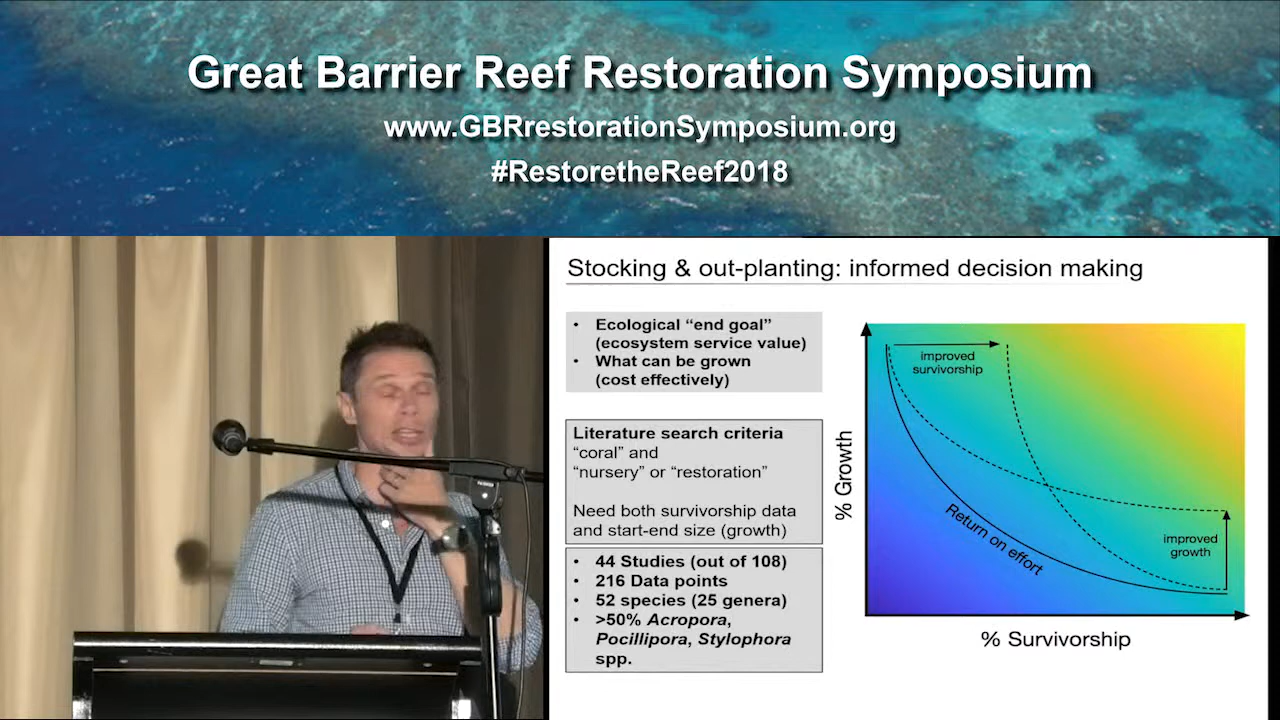 Great Barrier Reef Restoration Symposium
www.GBRrestorationSymposium.org
#RestoretheReef2018
Stocking & out-planting: informed decision making
• Ecological “end goal”
(ecosystem service value)
• What can be grown
(cost effectively)
Literature search criteria
“coral” and
“nursery” or “restoration”
Need both survivorship data
and start-end size (growth)
• 44 Studies (out of 108)
• 216 Data points
• 52 species (25 genera)
• >50% Acropora,
Pocillopora, Stylophora
spp.
% Growth
improved
survivorship
Return on effort
improved
growth
% Survivorship